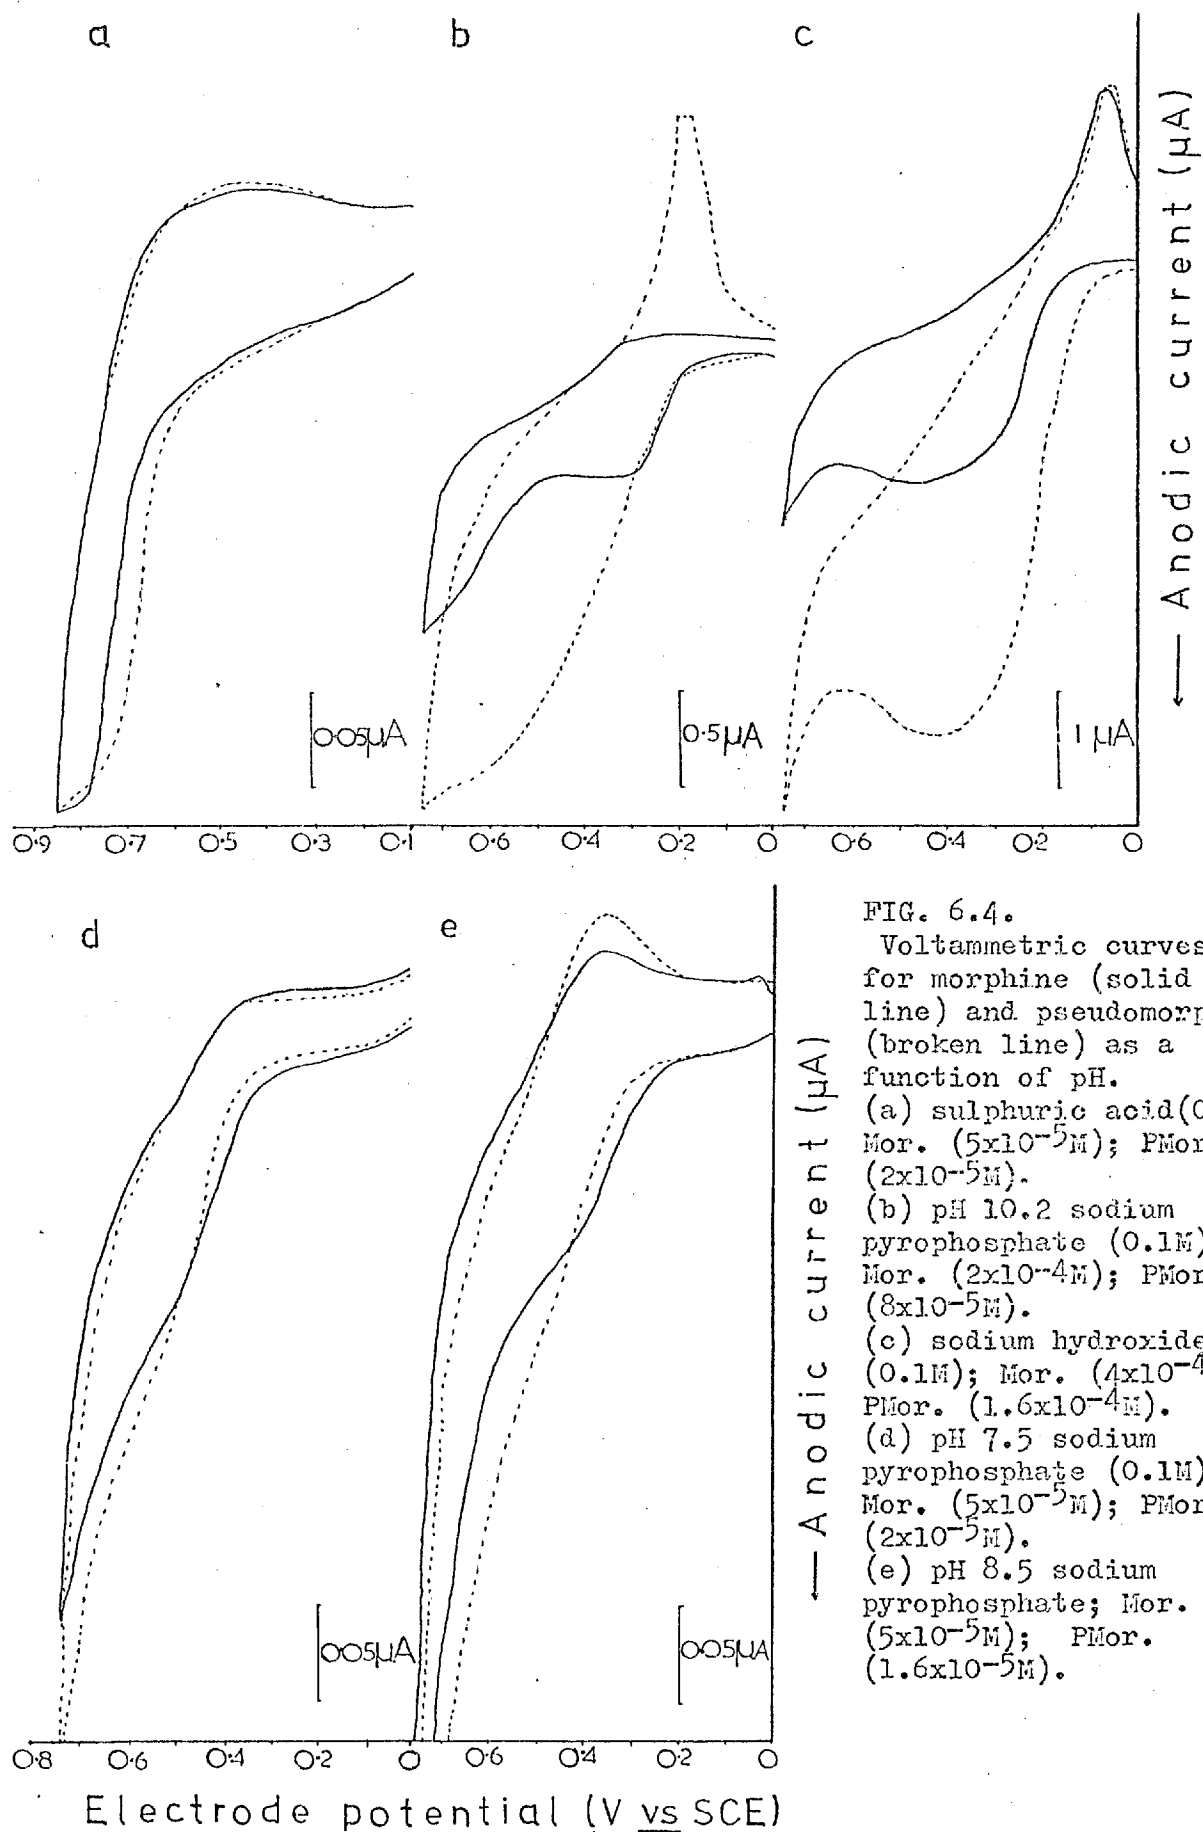 a
b
c
Anodic current (µA)
0.05µA
0.5µA
1 µA
0.9 0.7 0.5 0.3 0.1
0.6 0.4 0.2 0
0.6 0.4 0.2 0
d
e
Anodic current (µA)
0.05µA
0.05µA
0.8 0.6 0.4 0.2 0
0.6 0.4 0.2 0
Electrode potential (V vs SCE)
FIG. 6.4.
Voltammetric curves
for morphine (solid
line) and pseudomorp
(broken line) as a
function of pH.
(a) sulphuric acid(0
Mor. (5x10-5M); PMor
(2x10-5M).
(b) pH 10.2 sodium
pyrophosphate (0.1M)
Mor. (2x10-4M); PMor
(8x10-5M).
(c) sodium hydroxide
(0.1M); Mor. (4x10-4
PMor. (1.6x10-4M).
(d) pH 7.5 sodium
pyrophosphate (0.1M)
Mor. (5x10-5M); PMor
(2x10-5M).
(e) pH 8.5 sodium
pyrophosphate; Mor.
(5x10-5M); PMor.
(1.6x10-5M).